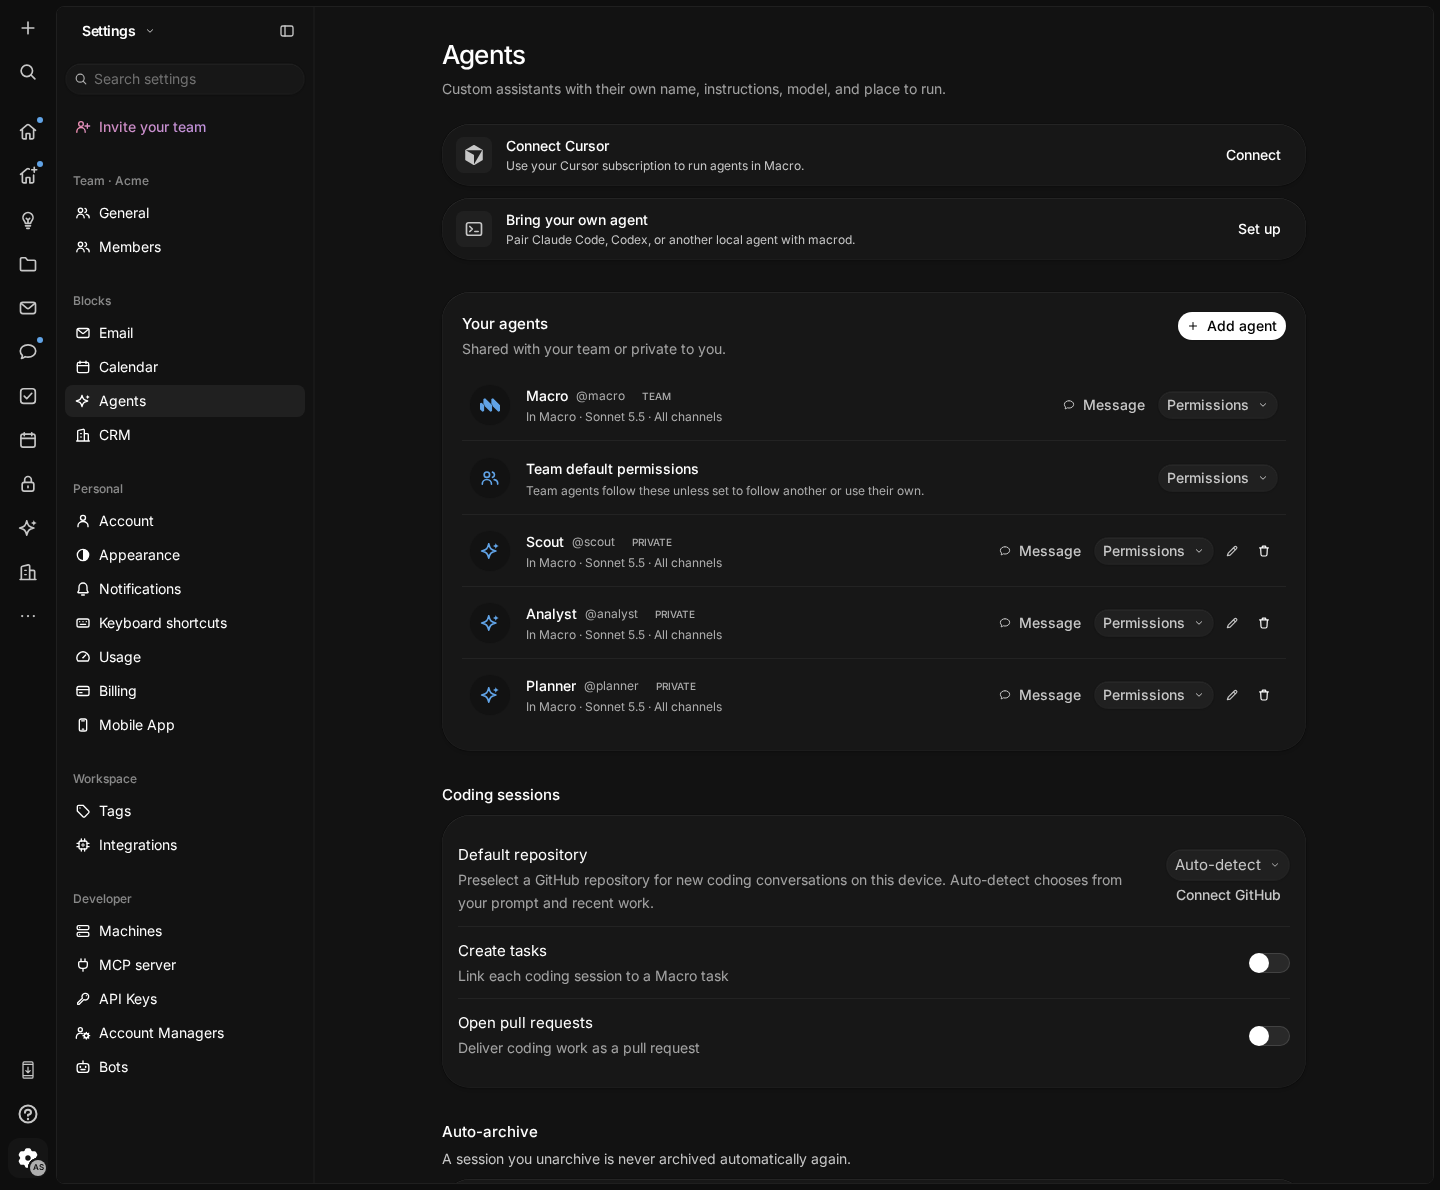 Settings
Search settings
Invite your team
Team · Acme
General
Members
Blocks
Email
Calendar
Agents
CRM
Personal
Account
Appearance
Notifications
Keyboard shortcuts
Usage
Billing
Mobile App
Workspace
Tags
Integrations
Developer
Machines
MCP server
API Keys
Account Managers
Bots
AS
Agents
Custom assistants with their own name, instructions, model, and place to run.
Connect Cursor
Use your Cursor subscription to run agents in Macro.
Connect
Bring your own agent
Pair Claude Code, Codex, or another local agent with macrod.
Set up
Your agents
Shared with your team or private to you.
Add agent
Macro @macro TEAM
In Macro · Sonnet 5.5 · All channels
Message Permissions
Team default permissions
Team agents follow these unless set to follow another or use their own.
Permissions
Scout @scout PRIVATE
In Macro · Sonnet 5.5 · All channels
Message Permissions
Analyst @analyst PRIVATE
In Macro · Sonnet 5.5 · All channels
Message Permissions
Planner @planner PRIVATE
In Macro · Sonnet 5.5 · All channels
Message Permissions
Coding sessions
Default repository
Preselect a GitHub repository for new coding conversations on this device. Auto-detect chooses from
your prompt and recent work.
Auto-detect
Connect GitHub
Create tasks
Link each coding session to a Macro task
Open pull requests
Deliver coding work as a pull request
Auto-archive
A session you unarchive is never archived automatically again.